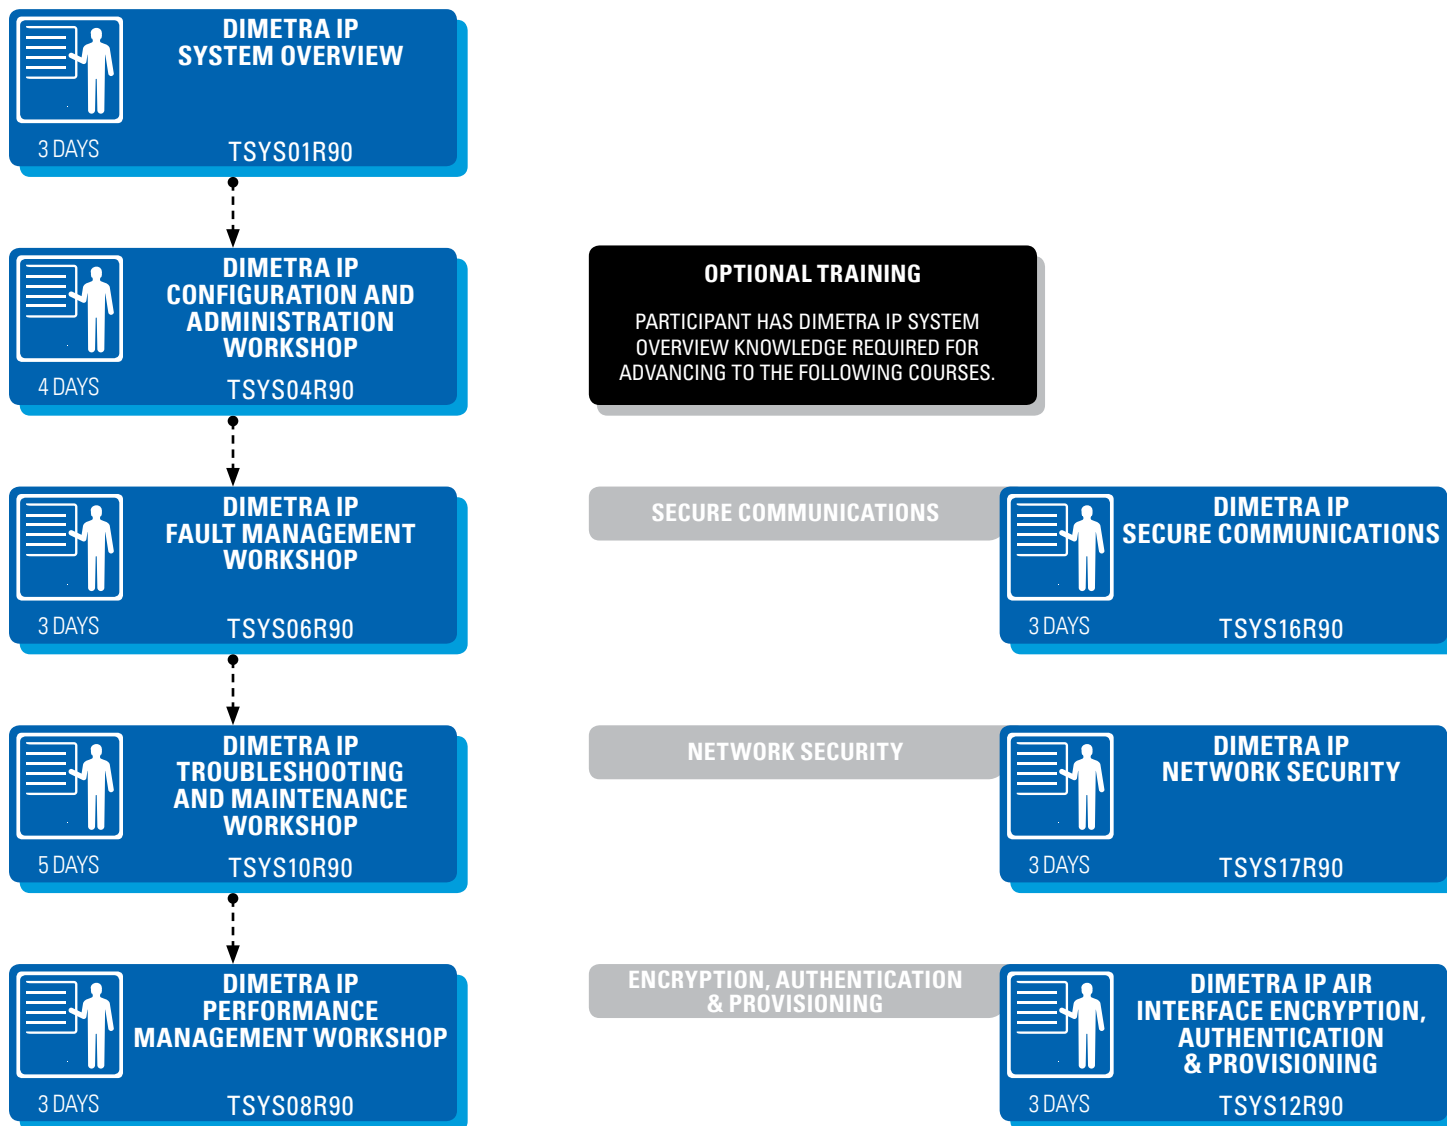 DIMETRA IP
SYSTEM OVERVIEW
3 DAYS
TSYS01R90
DIMETRA IP
CONFIGURATION AND
ADMINISTRATION
WORKSHOP
4 DAYS
TSYS04R90
DIMETRA IP
FAULT MANAGEMENT
WORKSHOP
3 DAYS
TSYS06R90
DIMETRA IP
TROUBLESHOOTING
AND MAINTENANCE
WORKSHOP
5 DAYS
TSYS10R90
DIMETRA IP
PERFORMANCE
MANAGEMENT WORKSHOP
3 DAYS
TSYS08R90
OPTIONAL TRAINING
PARTICIPANT HAS DIMETRA IP SYSTEM
OVERVIEW KNOWLEDGE REQUIRED FOR
ADVANCING TO THE FOLLOWING COURSES.
SECURE COMMUNICATIONS
DIMETRA IP
SECURE COMMUNICATIONS
3 DAYS
TSYS16R90
NETWORK SECURITY
DIMETRA IP
NETWORK SECURITY
3 DAYS
TSYS17R90
ENCRYPTION, AUTHENTICATION
& PROVISIONING
DIMETRA IP AIR
INTERFACE ENCRYPTION,
AUTHENTICATION
& PROVISIONING
3 DAYS
TSYS12R90